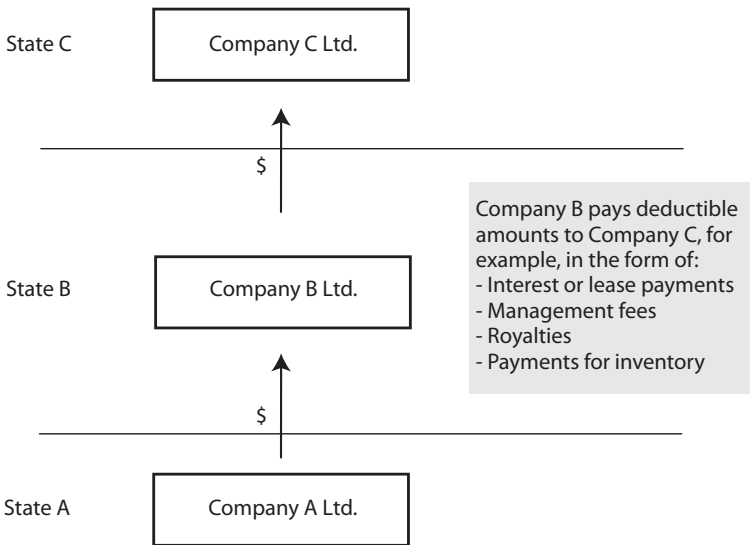 State C
Company C Ltd.
$
Company B pays deductible
amounts to Company C, for
example, in the form of:
- Interest or lease payments
- Management fees
- Royalties
- Payments for inventory
State B
Company B Ltd.
$
State A
Company A Ltd.